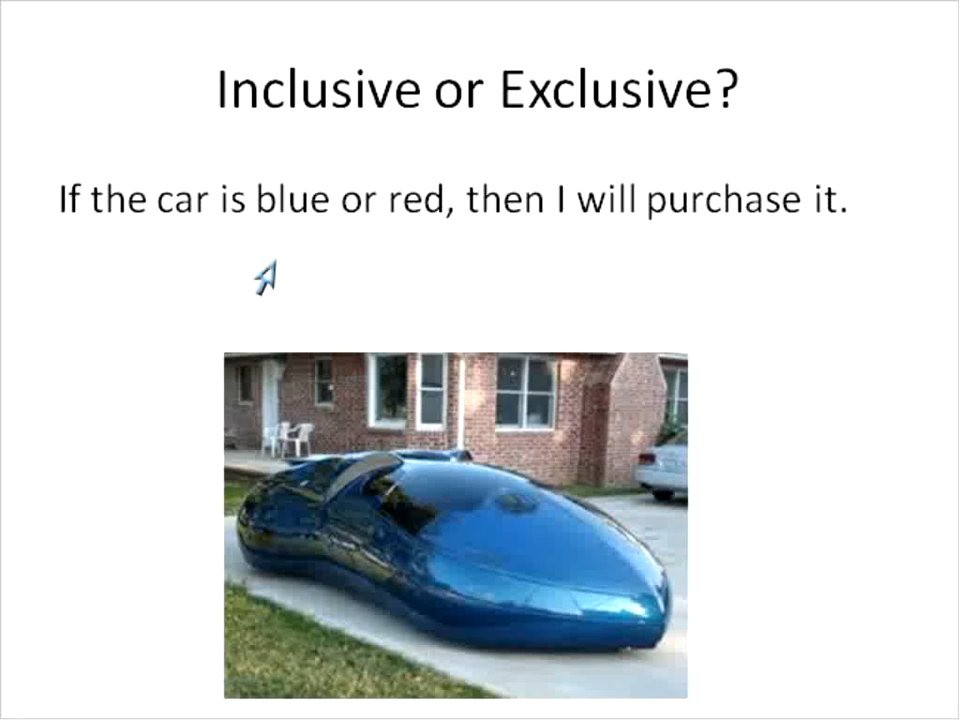 Inclusive or Exclusive?
If the car is blue or red, then I will purchase it.